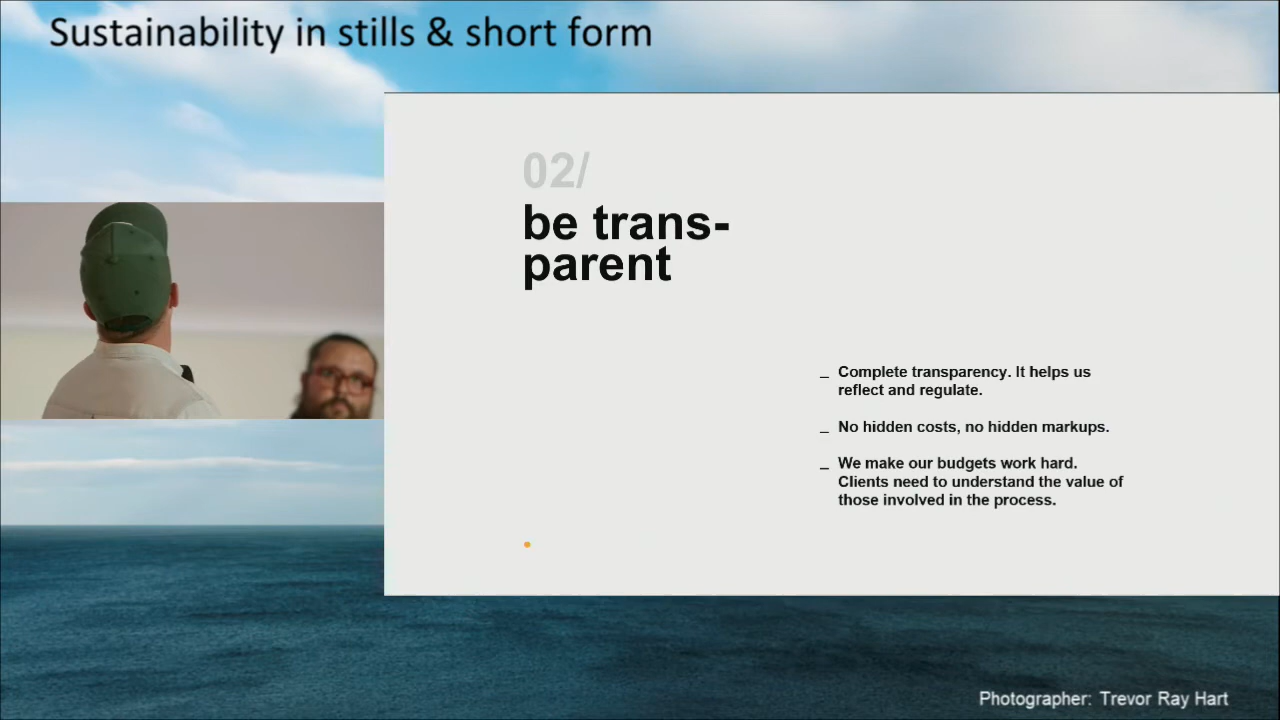 Sustainability in stills & short form
02/
be trans-
parent
_ Complete transparency. It helps us
reflect and regulate.
_ No hidden costs, no hidden markups.
_ We make our budgets work hard.
Clients need to understand the value of
those involved in the process.
Photographer: Trevor Ray Hart